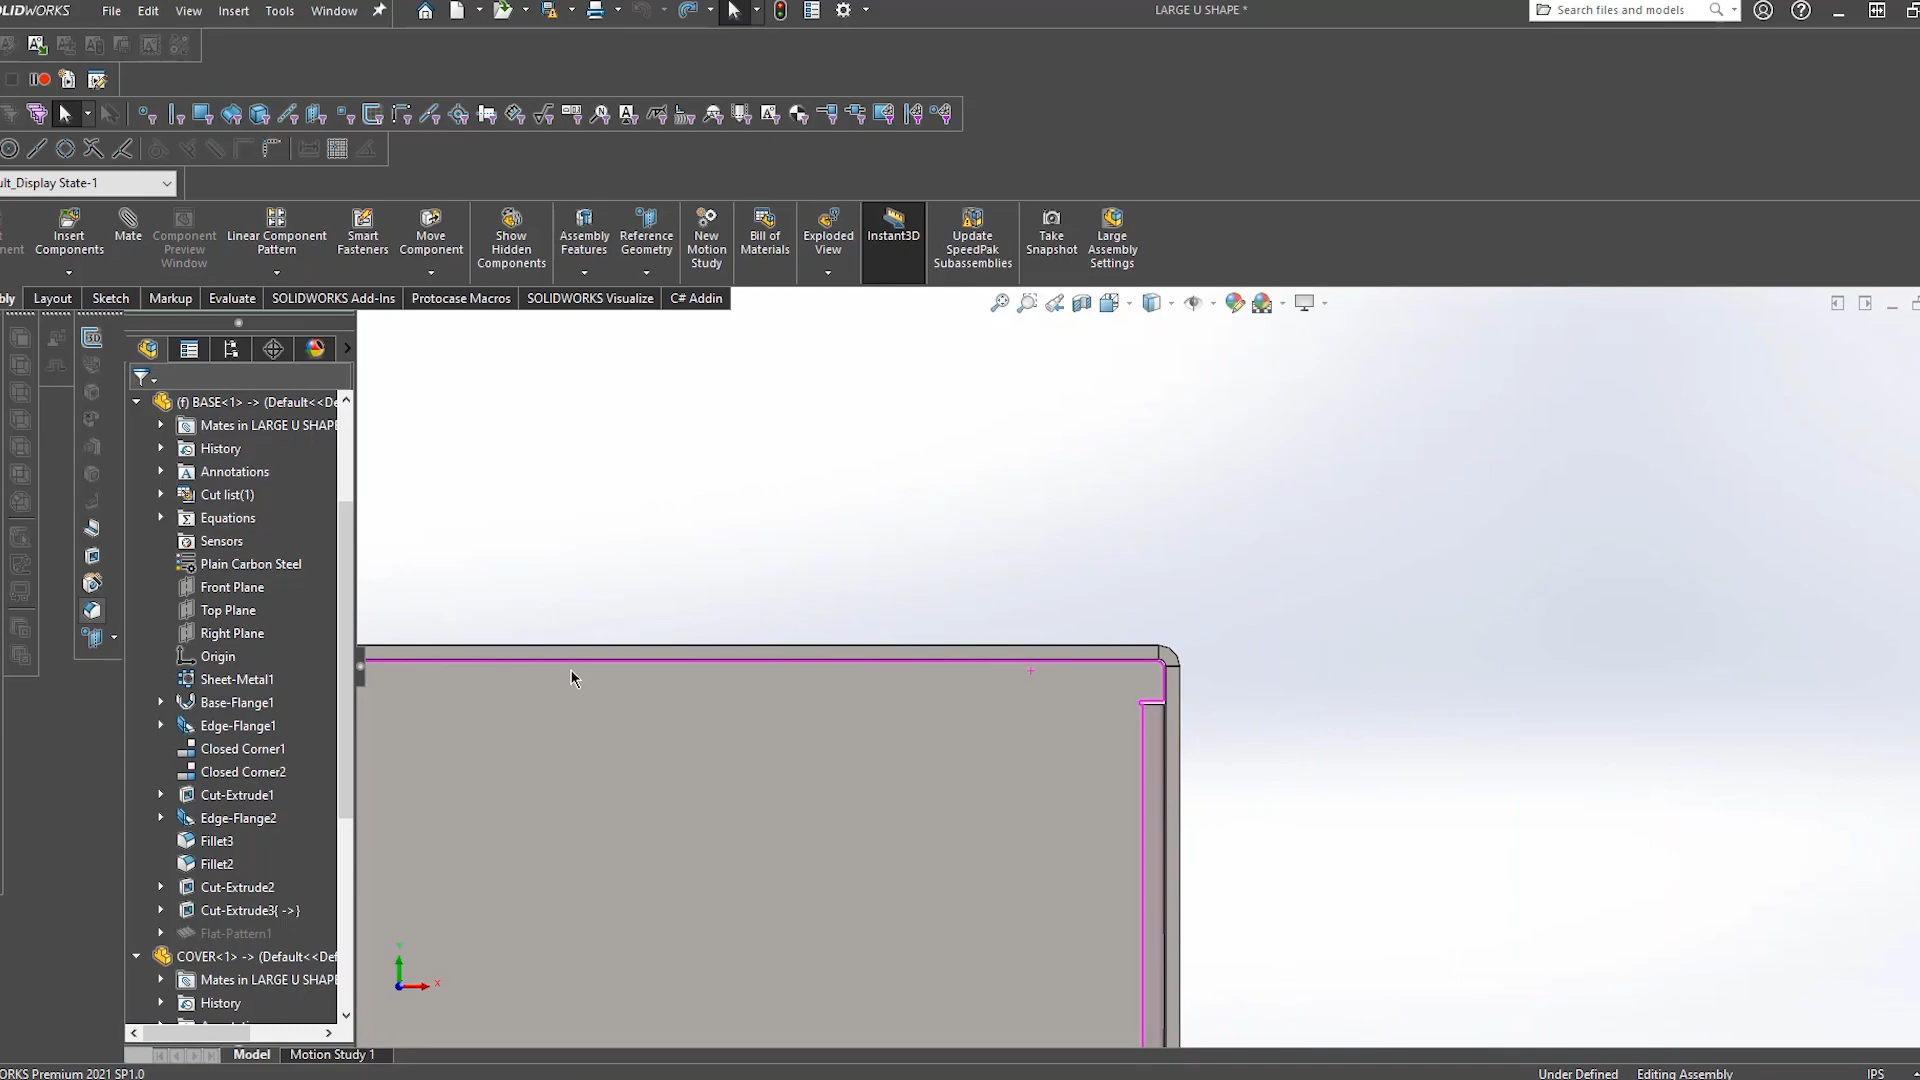 OLIDWORKS File Edit View Insert Tools Window LARGE U SHAPE * Search files and models
ult_Display State-1
Insert Components
Mate
Component Preview Window
Linear Component Pattern
Smart Fasteners
Move Component
Show Hidden Components
Assembly Features
Reference Geometry
New Motion Study
Bill of Materials
Exploded View
Instant3D
Update SpeedPak Subassemblies
Take Snapshot
Large Assembly Settings
bly Layout Sketch Markup Evaluate SOLIDWORKS Add-Ins Protocase Macros SOLIDWORKS Visualize C# Addin
(f) BASE<1> -> (Default<<De
Mates in LARGE U SHAPE
History
Annotations
Cut list(1)
Equations
Sensors
Plain Carbon Steel
Front Plane
Top Plane
Right Plane
Origin
Sheet-Metal1
Base-Flange1
Edge-Flange1
Closed Corner1
Closed Corner2
Cut-Extrude1
Edge-Flange2
Fillet3
Fillet2
Cut-Extrude2
Cut-Extrude3{ ->}
Flat-Pattern1
COVER<1> -> (Default<<Def
Mates in LARGE U SHAPE
History
Y
X
Model Motion Study 1
ORKS Premium 2021 SP1.0 Under Defined Editing Assembly IPS